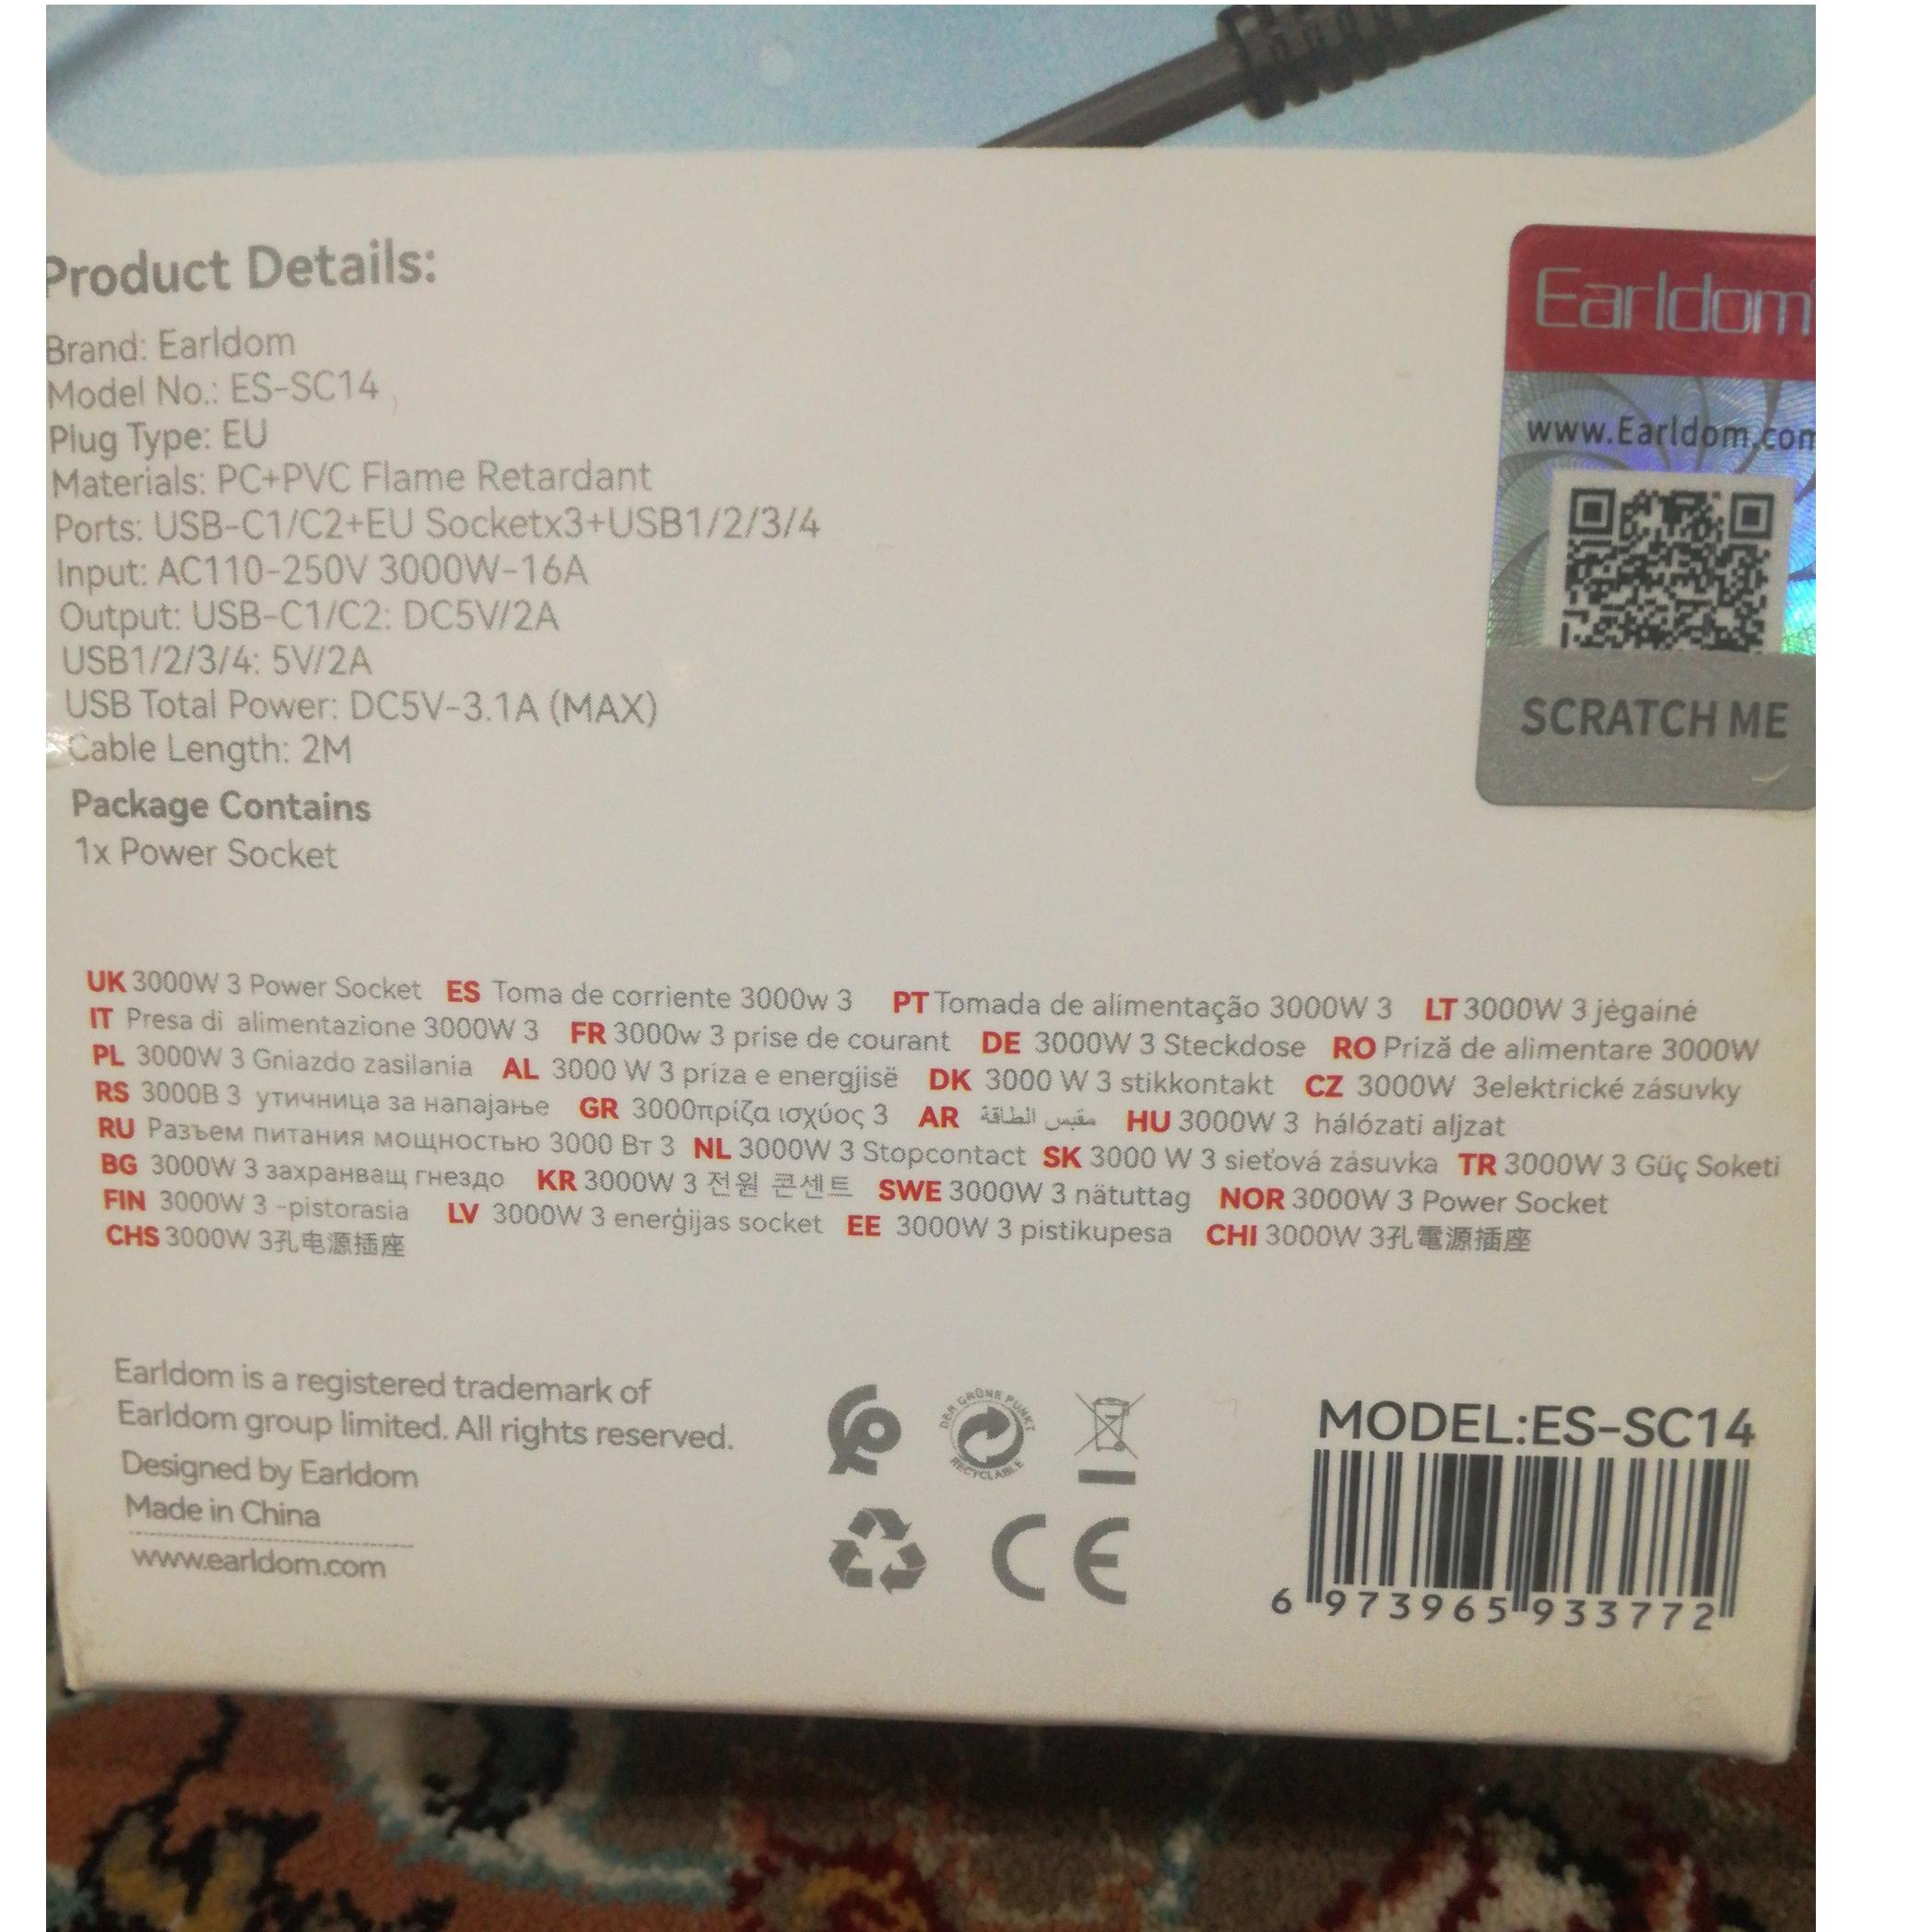 Product Details:
Brand: Earldom
Model No.: ES-SC14
Plug Type: EU
Materials: PC+PVC Flame Retardant
Ports: USB-C1/C2+EU Socketx3+USB1/2/3/4
Input: AC110-250V 3000W-16A
Output: USB-C1/C2: DC5V/2A
USB1/2/3/4: 5V/2A
USB Total Power: DC5V-3.1A (MAX)
Cable Length: 2M
Package Contains
1x Power Socket
Earldom
www.Earldom.com
SCRATCH ME
UK 3000W 3 Power Socket ES Toma de corriente 3000w 3 PT Tomada de alimentação 3000W 3 LT 3000W 3 jėgainė
IT Presa di alimentazione 3000W 3 FR 3000w 3 prise de courant DE 3000W 3 Steckdose RO Priză de alimentare 3000W
PL 3000W 3 Gniazdo zasilania AL 3000 W 3 priza e energjisë DK 3000 W 3 stikkontakt CZ 3000W 3elektrické zásuvky
RS 3000В 3 утичница за напајање GR 3000πρίζα ισχύος 3 AR مقبس الطاقة HU 3000W 3 hálózati aljzat
RU Разъем питания мощностью 3000 Вт 3 NL 3000W 3 Stopcontact SK 3000 W 3 sieťová zásuvka TR 3000W 3 Güç Soketi
BG 3000W 3 захранващ гнездо KR 3000W 3 전원 콘센트 SWE 3000W 3 nätuttag NOR 3000W 3 Power Socket
FIN 3000W 3 -pistorasia LV 3000W 3 enerģijas socket EE 3000W 3 pistikupesa CHI 3000W 3孔電源插座
CHS 3000W 3孔电源插座
Earldom is a registered trademark of
Earldom group limited. All rights reserved.
Designed by Earldom
Made in China
www.earldom.com
DER GRÜNE PUNKT
RECYCLABLE
CE
MODEL:ES-SC14
6 973965 933772